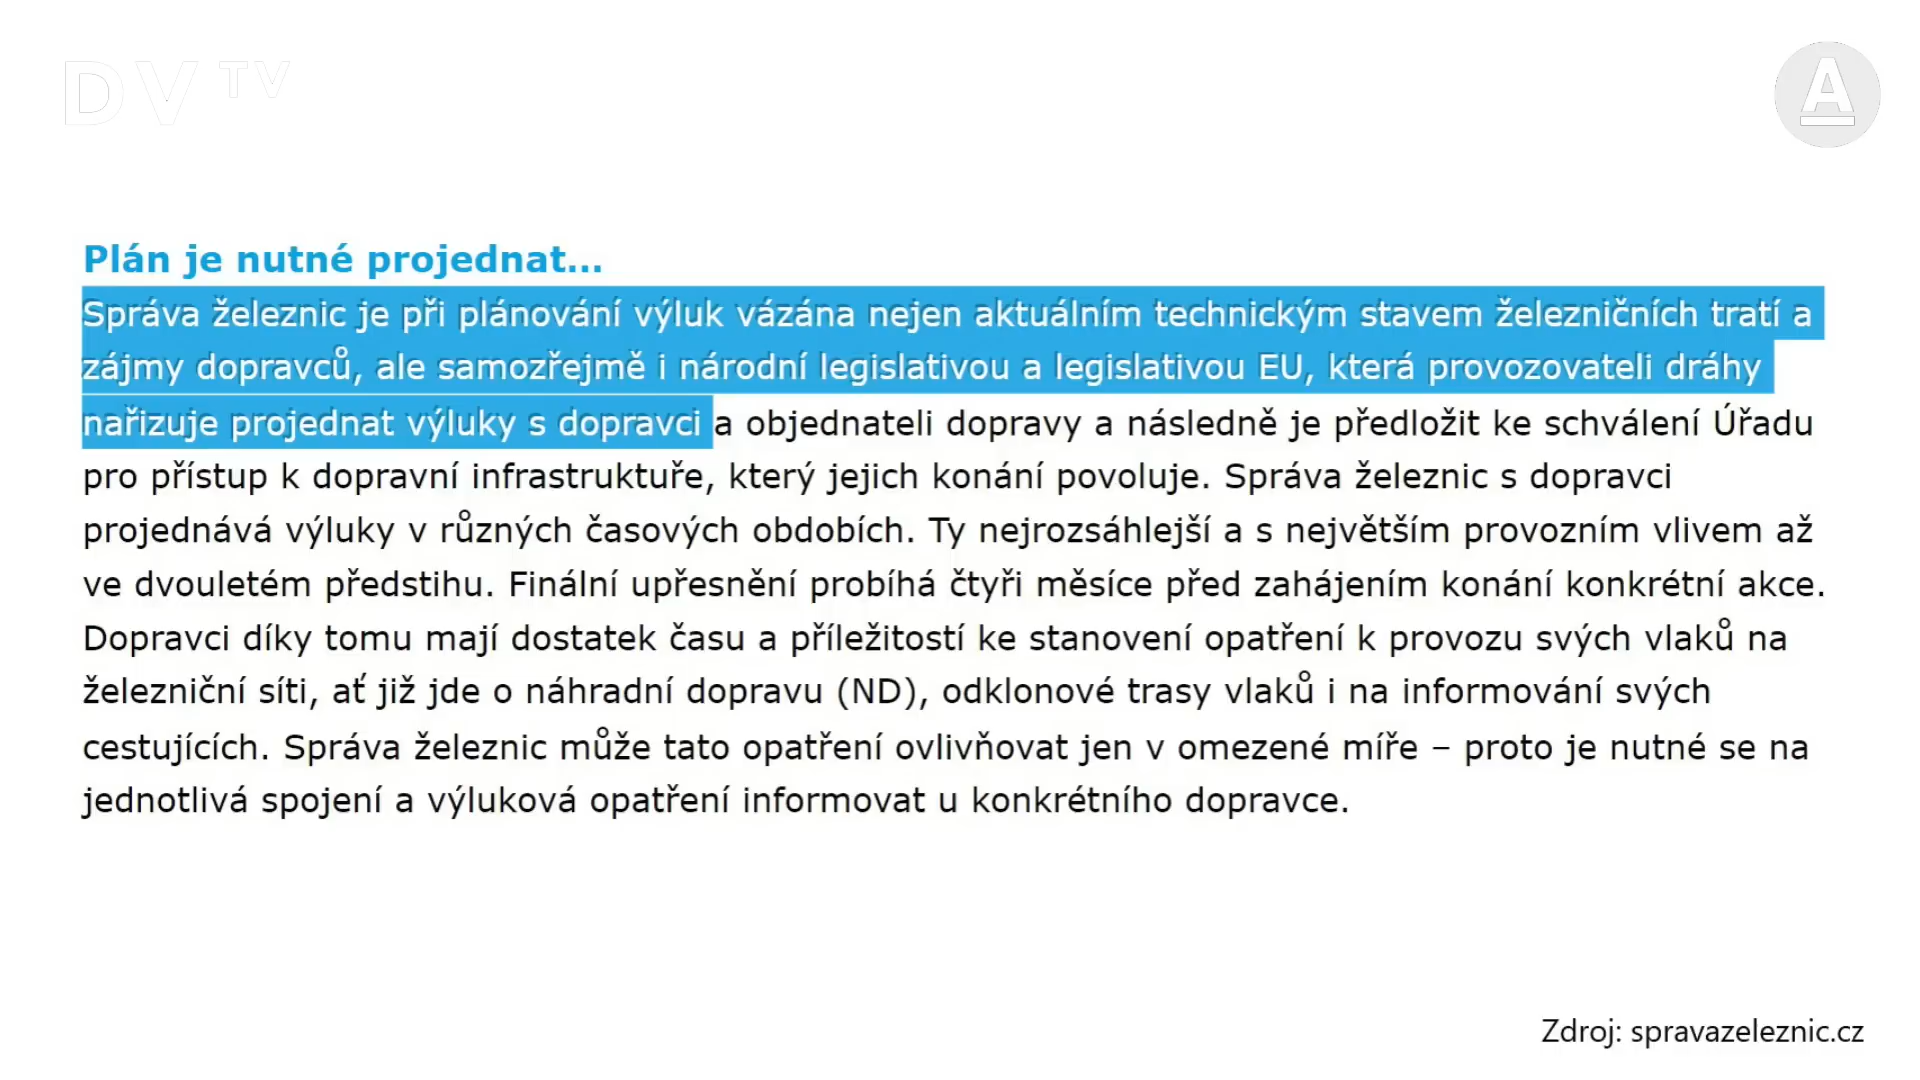 DV TV
A
Plán je nutné projednat...
Správa železnic je při plánování výluk vázána nejen aktuálním technickým stavem železničních tratí a
zájmy dopravců, ale samozřejmě i národní legislativou a legislativou EU, která provozovateli dráhy
nařizuje projednat výluky s dopravci a objednateli dopravy a následně je předložit ke schválení Úřadu
pro přístup k dopravní infrastruktuře, který jejich konání povoluje. Správa železnic s dopravci
projednává výluky v různých časových obdobích. Ty nejrozsáhlejší a s největším provozním vlivem až
ve dvouletém předstihu. Finální upřesnění probíhá čtyři měsíce před zahájením konání konkrétní akce.
Dopravci díky tomu mají dostatek času a příležitostí ke stanovení opatření k provozu svých vlaků na
železniční síti, ať již jde o náhradní dopravu (ND), odklonové trasy vlaků i na informování svých
cestujících. Správa železnic může tato opatření ovlivňovat jen v omezené míře – proto je nutné se na
jednotlivá spojení a výluková opatření informovat u konkrétního dopravce.
Zdroj: spravazeleznic.cz